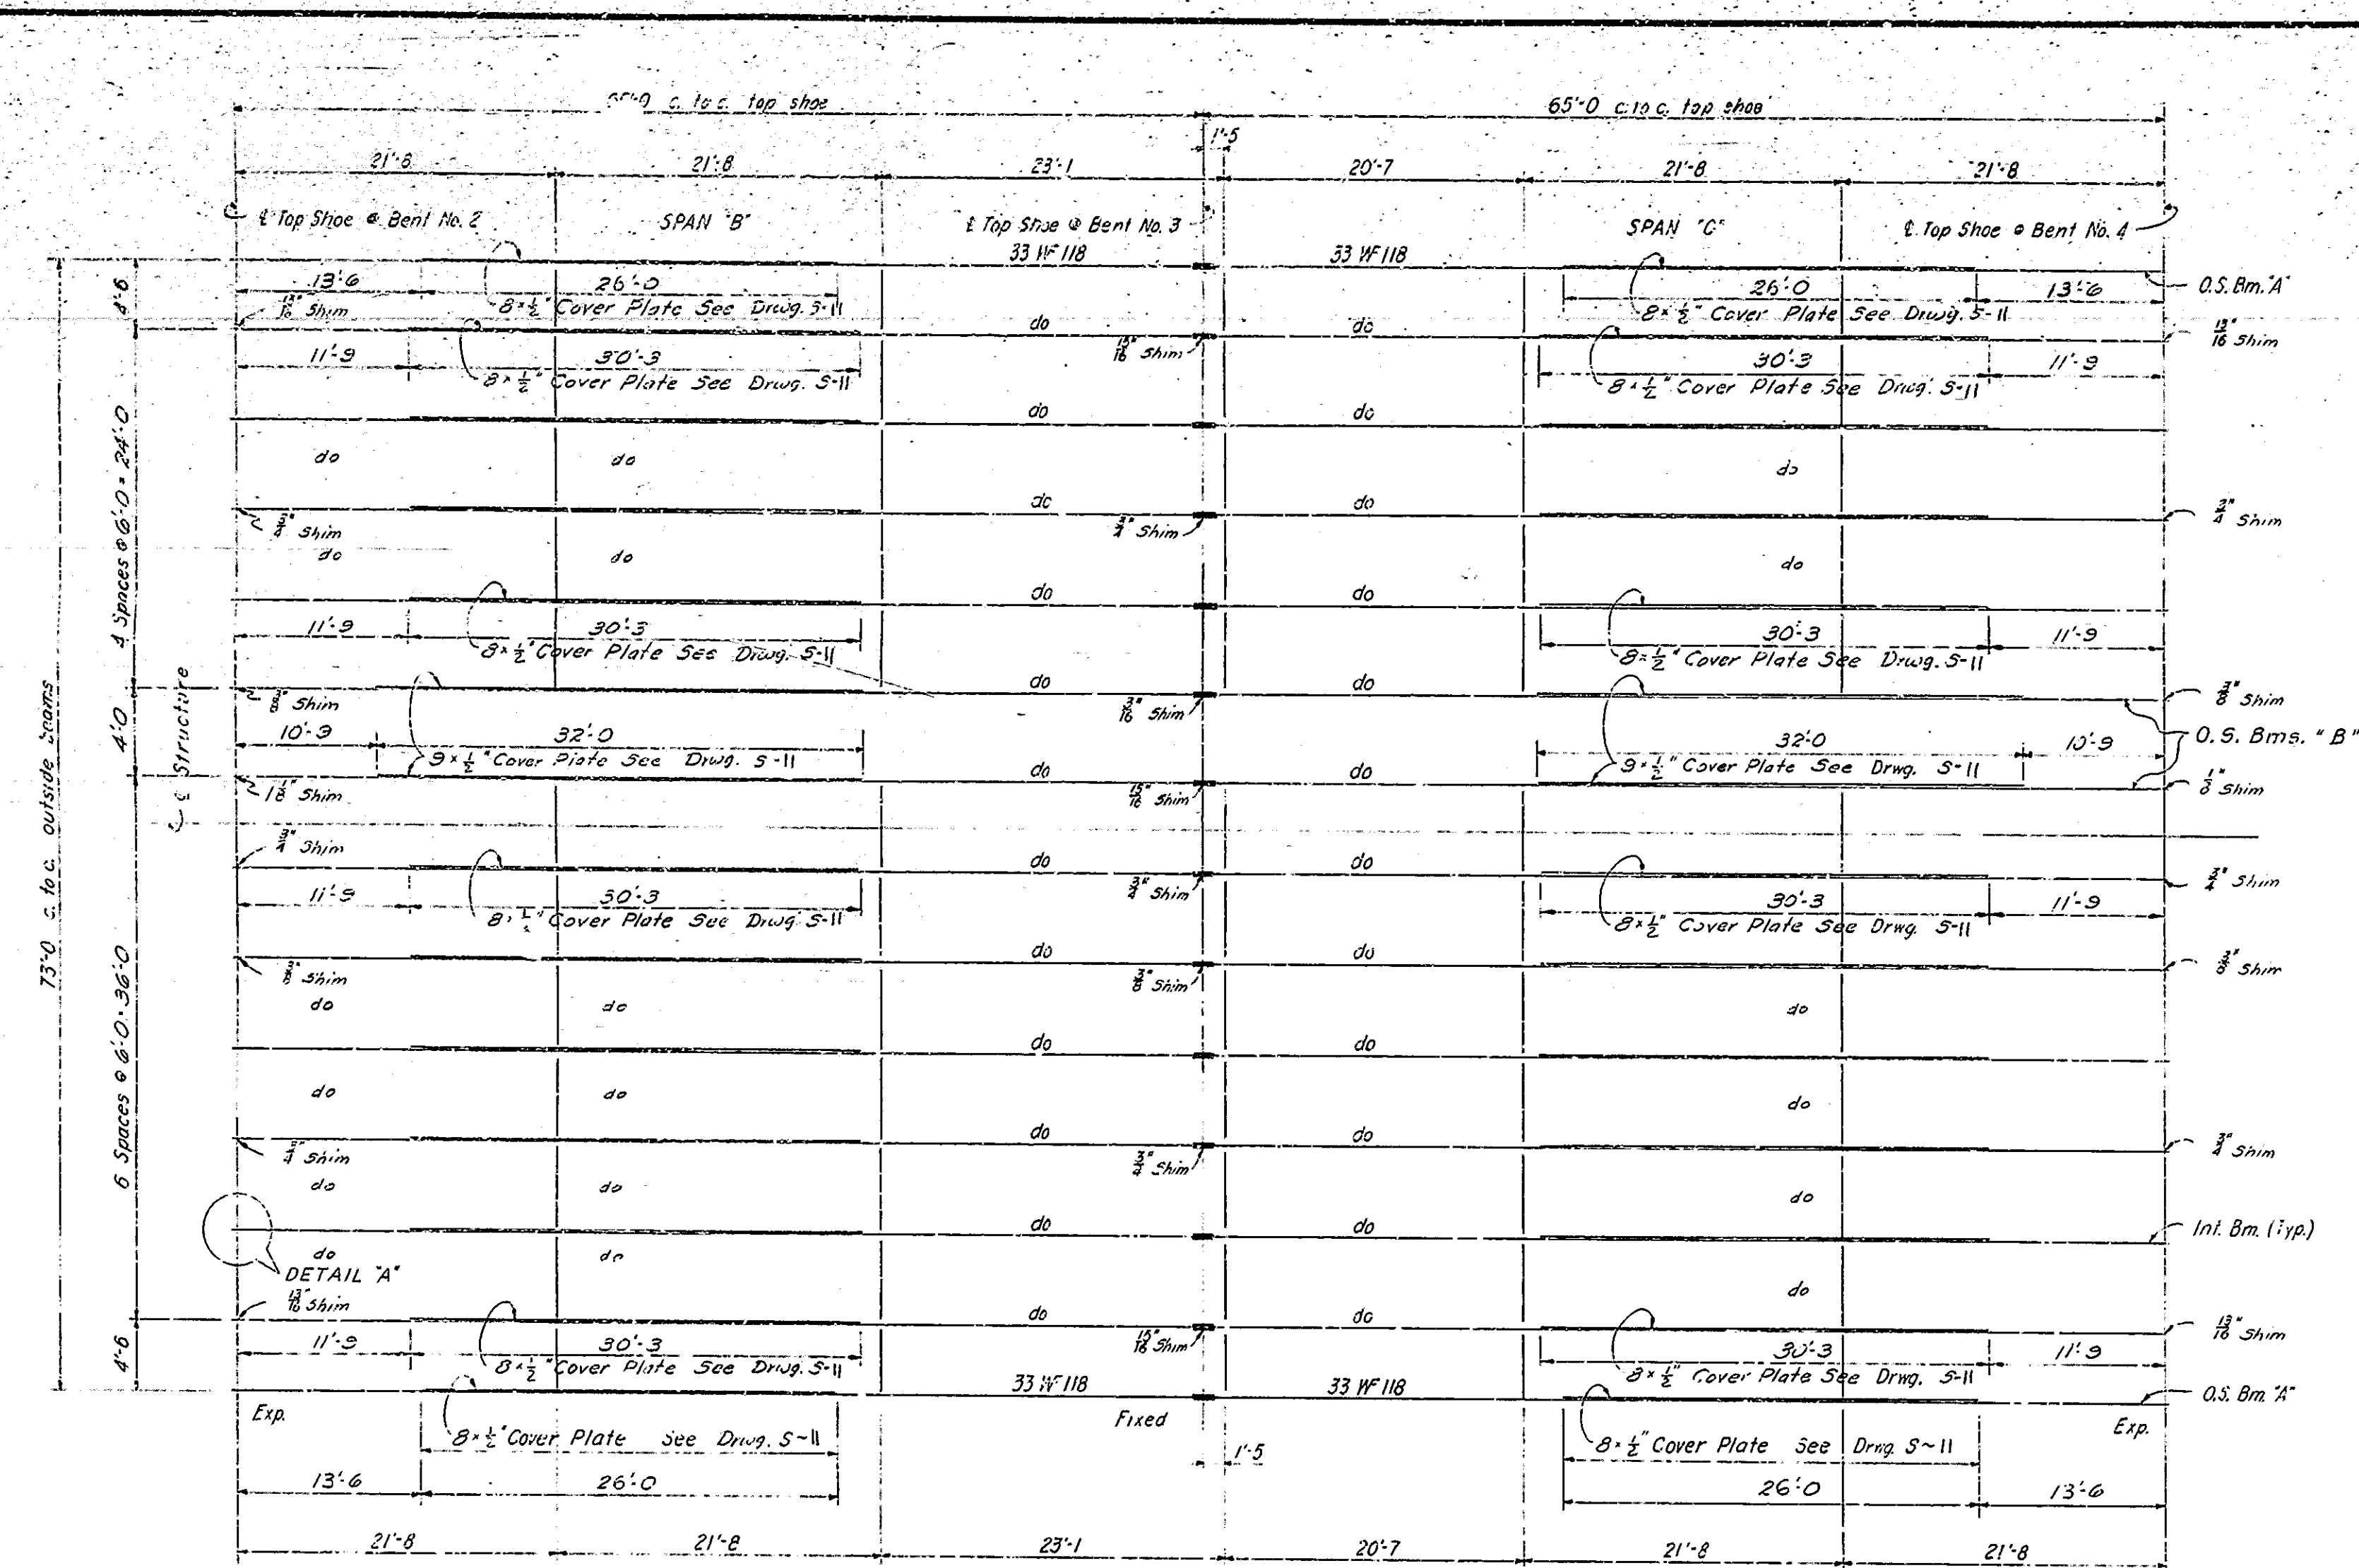 c. to c. top shoe
65'-0 c. to c. top shoe
1'-5
21'-8
21'-8
23'-1
20'-7
21'-8
21'-8
℄ Top Shoe @ Bent No. 2
SPAN "B"
℄ Top Shoe @ Bent No. 3
SPAN "C"
℄ Top Shoe @ Bent No. 4
33 WF 118
33 WF 118
13'-6
26'-0
26'-0
13'-6
O.S. Bm. "A"
Shim
8 × 1/2" Cover Plate See Drwg. S-11
8 × 1/2" Cover Plate See Drwg. S-11
do
do
15/16" Shim
13/16" Shim
11'-9
30'-3
30'-3
11'-9
8 × 1/2" Cover Plate See Drwg. S-11
8 × 1/2" Cover Plate See Drwg. S-11
do
do
do
do
do
do
do
3/4" Shim
3/4" Shim
3/4" Shim
do
do
do
do
do
11'-9
30'-3
30'-3
11'-9
8 × 1/2" Cover Plate See Drwg. S-11
8 × 1/2" Cover Plate See Drwg. S-11
do
do
3/8" Shim
3/16" Shim
3/8" Shim
10'-9
32'-0
32'-0
10'-9
O. S. Bms. "B"
9 × 1/2" Cover Plate See Drwg. S-11
9 × 1/2" Cover Plate See Drwg. S-11
do
do
1 1/8" Shim
15/16" Shim
1/8" Shim
3/4" Shim
do
do
3/4" Shim
3/4" Shim
11'-9
30'-3
30'-3
11'-9
8 × 1/2" Cover Plate See Drwg. S-11
8 × 1/2" Cover Plate See Drwg. S-11
do
do
3/8" Shim
3/8" Shim
3/8" Shim
do
do
do
do
do
do
do
do
do
do
3/4" Shim
3/4" Shim
3/4" Shim
do
do
do
do
do
Int. Bm. (Typ.)
do
do
DETAIL "A"
do
13/16" Shim
do
do
15/16" Shim
13/16" Shim
11'-9
30'-3
30'-3
11'-9
8 × 1/2" Cover Plate See Drwg. S-11
8 × 1/2" Cover Plate See Drwg. S-11
33 WF 118
33 WF 118
O.S. Bm. "A"
Exp.
Fixed
Exp.
8 × 1/2" Cover Plate See Drwg. S~11
8 × 1/2" Cover Plate See Drwg. S~11
1'-5
13'-6
26'-0
26'-0
13'-6
21'-8
21'-8
23'-1
20'-7
21'-8
21'-8
73'-0 c. to c. outside beams
4'-6
4 Spaces @ 6'-0 = 24'-0
4'-0
6 Spaces @ 6'-0 = 36'-0
4'-6
℄ Structure